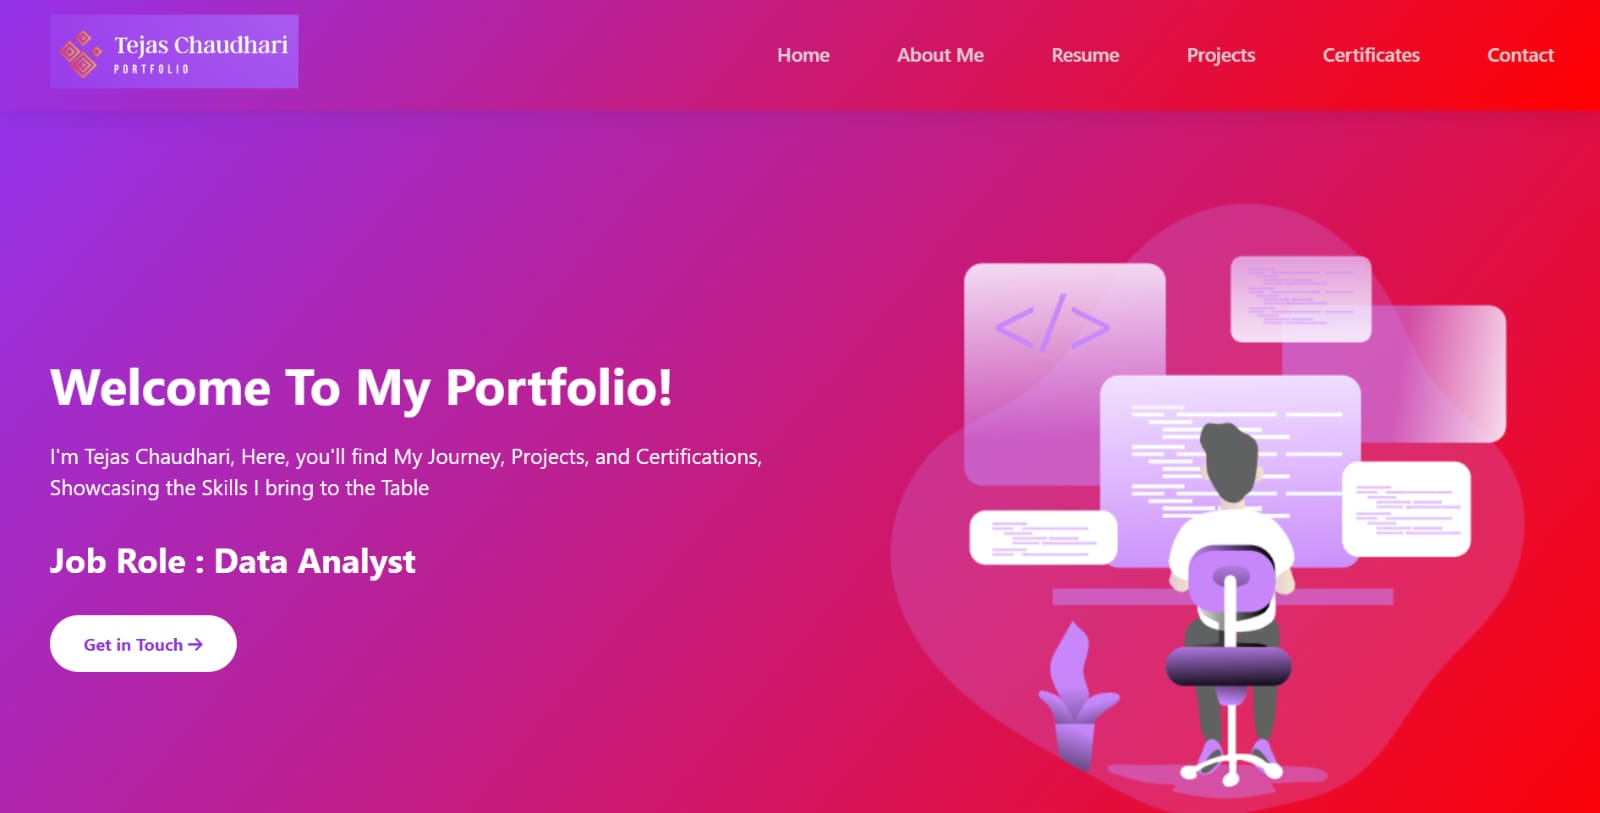 Tejas Chaudhari
PORTFOLIO
Home About Me Resume Projects Certificates Contact
</>
Welcome To My Portfolio!
I'm Tejas Chaudhari, Here, you'll find My Journey, Projects, and Certifications,
Showcasing the Skills I bring to the Table
Job Role : Data Analyst
Get in Touch →